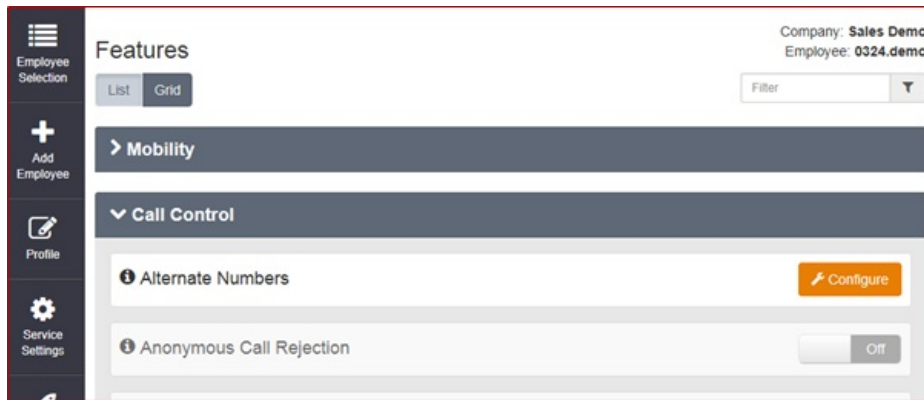 Employee
Selection
Add
Employee
Profile
Service
Settings
Features
Company: Sales Demo
Employee: 0324.demo
List Grid
Filter
Mobility
Call Control
Alternate Numbers
Configure
Anonymous Call Rejection
Off